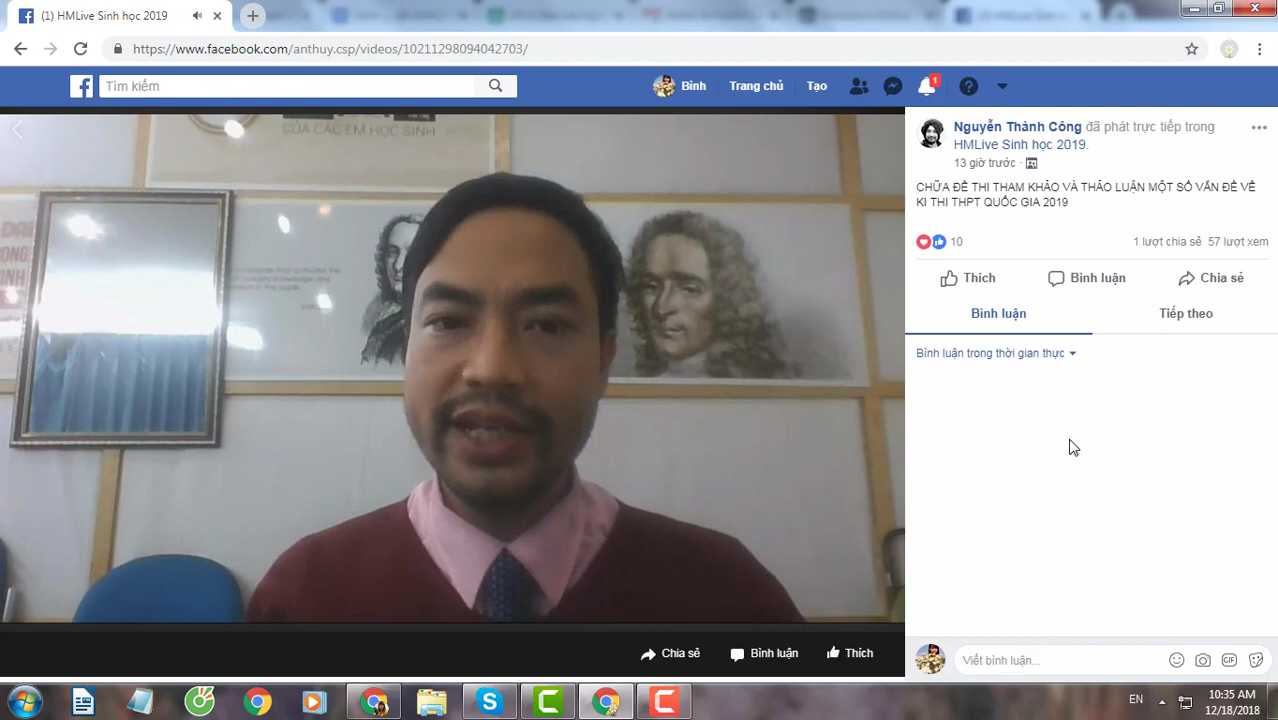 (1) HMLive Sinh học 2019
https://www.facebook.com/anthuy.csp/videos/10211298094042703/
Tìm kiếm
Bình
Trang chủ
Tạo
1
CỦA CÁC EM HỌC SINH
Nguyễn Thành Công đã phát trực tiếp trong
HMLive Sinh học 2019.
13 giờ trước ·
CHỮA ĐỀ THI THAM KHẢO VÀ THẢO LUẬN MỘT SỐ VẤN ĐỀ VỀ
KI THI THPT QUỐC GIA 2019
10
1 lượt chia sẻ 57 lượt xem
Thích
Bình luận
Chia sẻ
Bình luận
Tiếp theo
Bình luận trong thời gian thực
Chia sẻ
Bình luận
Thích
Viết bình luận...
GIF
EN
10:35 AM
12/18/2018